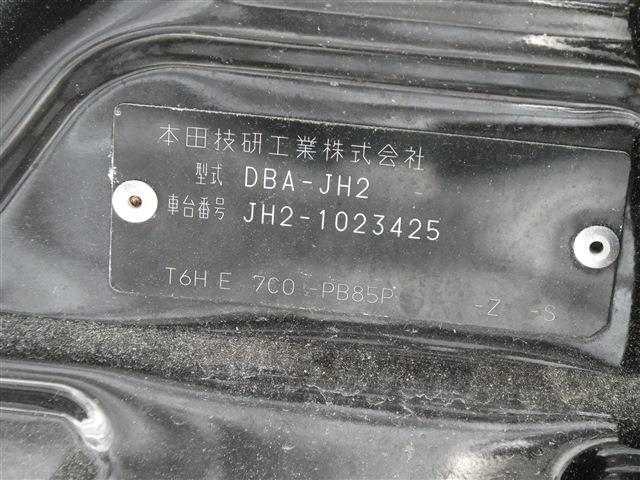 本田技研工業株式会社
型式 DBA-JH2
車台番号 JH2-1023425
T6H E 7C0 -PB85P -Z -S